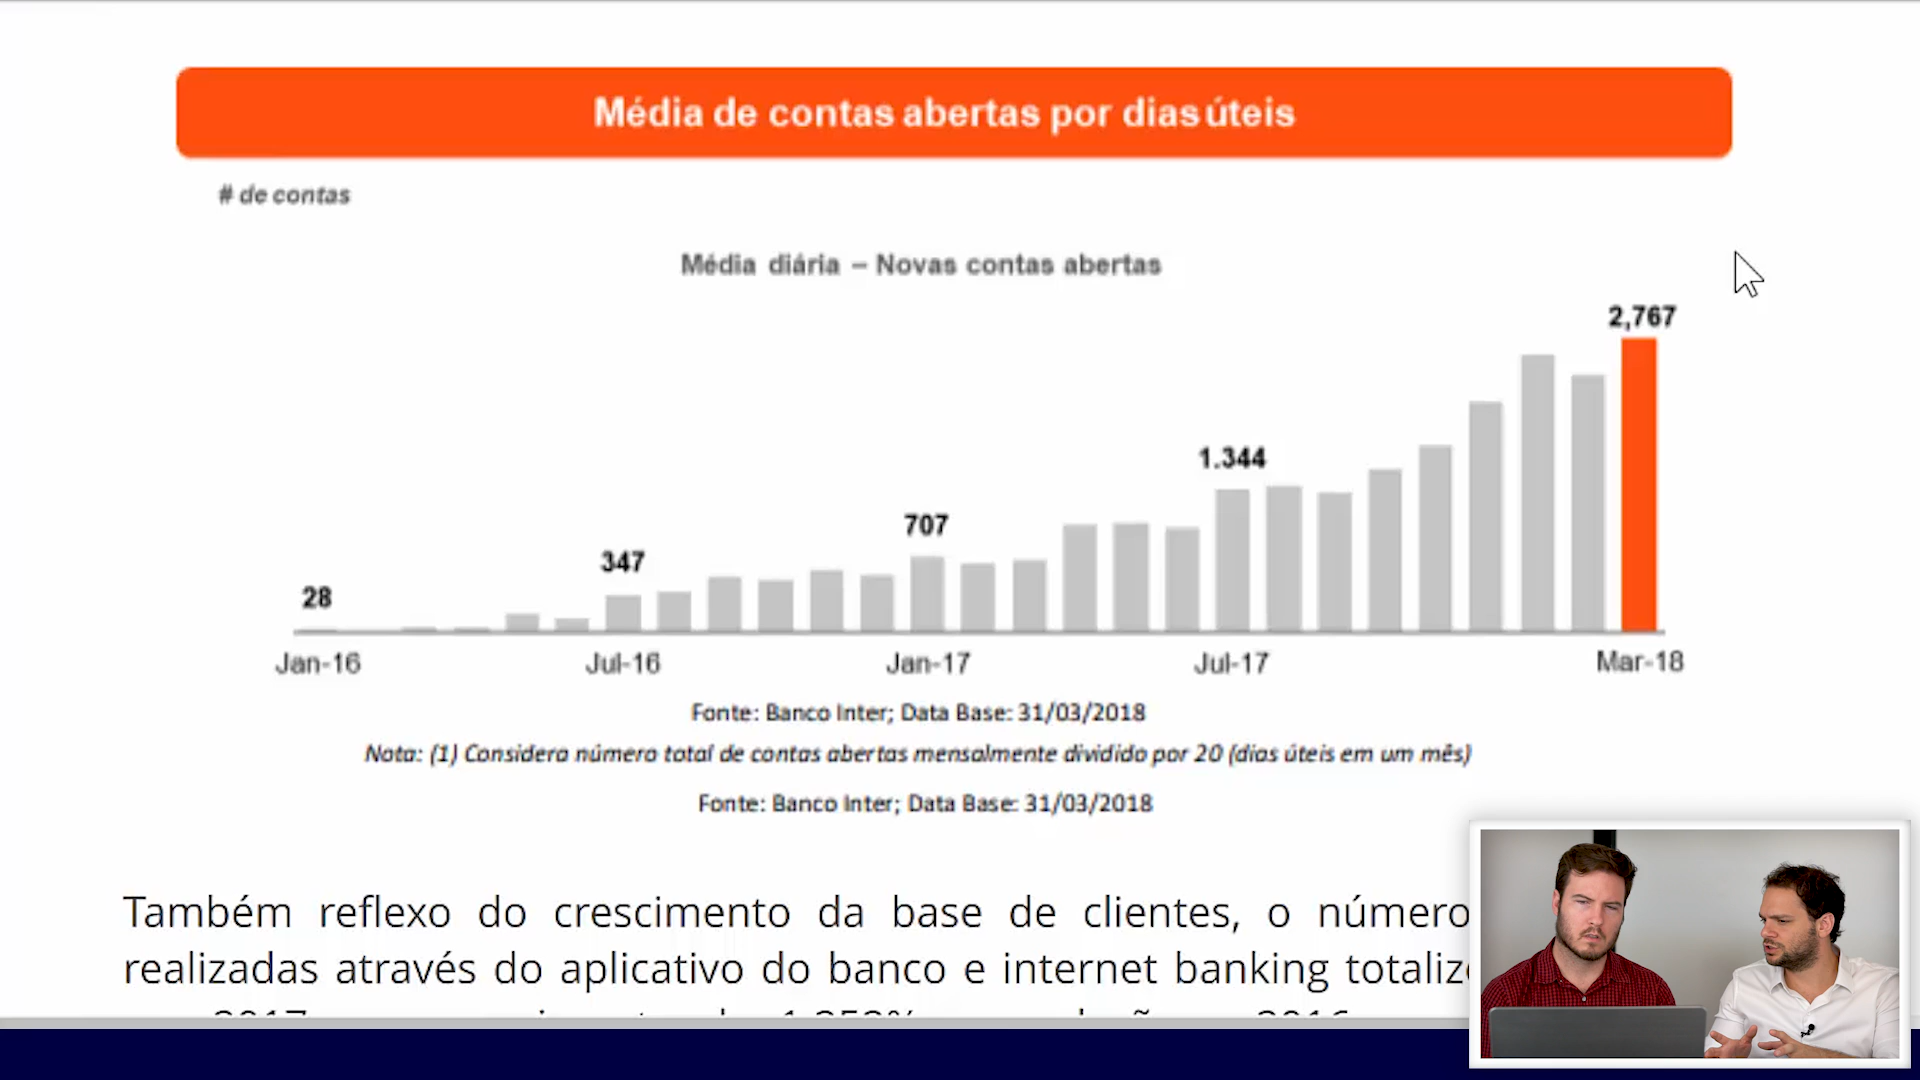 Média de contas abertas por dias úteis
# de contas
Média diária – Novas contas abertas
2,767
1.344
707
347
28
Jan-16 Jul-16 Jan-17 Jul-17 Mar-18
Fonte: Banco Inter; Data Base: 31/03/2018
Nota: (1) Considera número total de contas abertas mensalmente dividido por 20 (dias úteis em um mês)
Fonte: Banco Inter; Data Base: 31/03/2018
Também reflexo do crescimento da base de clientes, o número
realizadas através do aplicativo do banco e internet banking